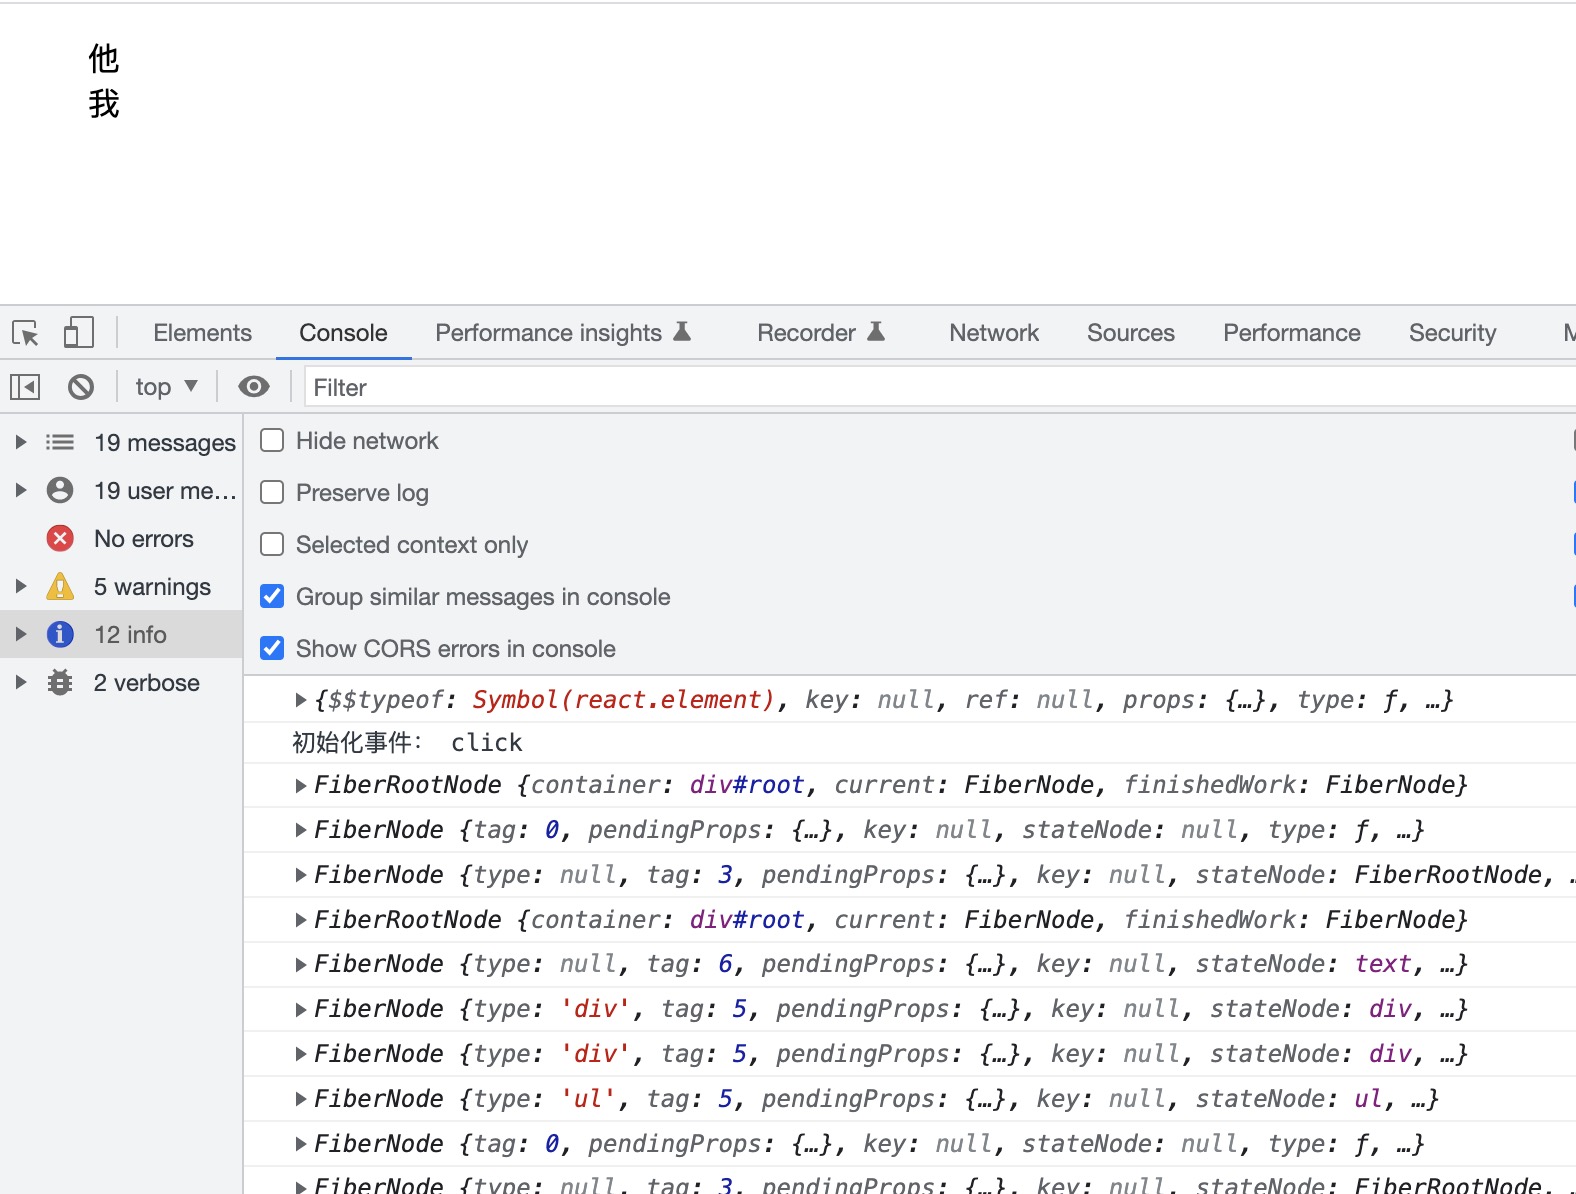 他
我
Elements Console Performance insights Recorder Network Sources Performance Security
top Filter
19 messages
19 user me…
No errors
5 warnings
12 info
2 verbose
Hide network
Preserve log
Selected context only
Group similar messages in console
Show CORS errors in console
{$$typeof: Symbol(react.element), key: null, ref: null, props: {…}, type: ƒ, …}
初始化事件： click
FiberRootNode {container: div#root, current: FiberNode, finishedWork: FiberNode}
FiberNode {tag: 0, pendingProps: {…}, key: null, stateNode: null, type: ƒ, …}
FiberNode {type: null, tag: 3, pendingProps: {…}, key: null, stateNode: FiberRootNode, …
FiberRootNode {container: div#root, current: FiberNode, finishedWork: FiberNode}
FiberNode {type: null, tag: 6, pendingProps: {…}, key: null, stateNode: text, …}
FiberNode {type: 'div', tag: 5, pendingProps: {…}, key: null, stateNode: div, …}
FiberNode {type: 'div', tag: 5, pendingProps: {…}, key: null, stateNode: div, …}
FiberNode {type: 'ul', tag: 5, pendingProps: {…}, key: null, stateNode: ul, …}
FiberNode {tag: 0, pendingProps: {…}, key: null, stateNode: null, type: ƒ, …}
FiberNode {type: null, tag: 3, pendingProps: {…}, key: null, stateNode: FiberRootNode, …